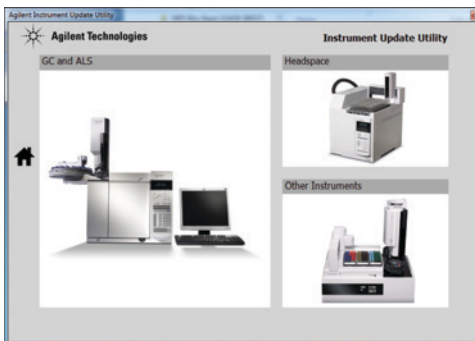 Agilent Instrument Update Utility
Agilent Technologies
Instrument Update Utility
GC and ALS
Headspace
Other Instruments